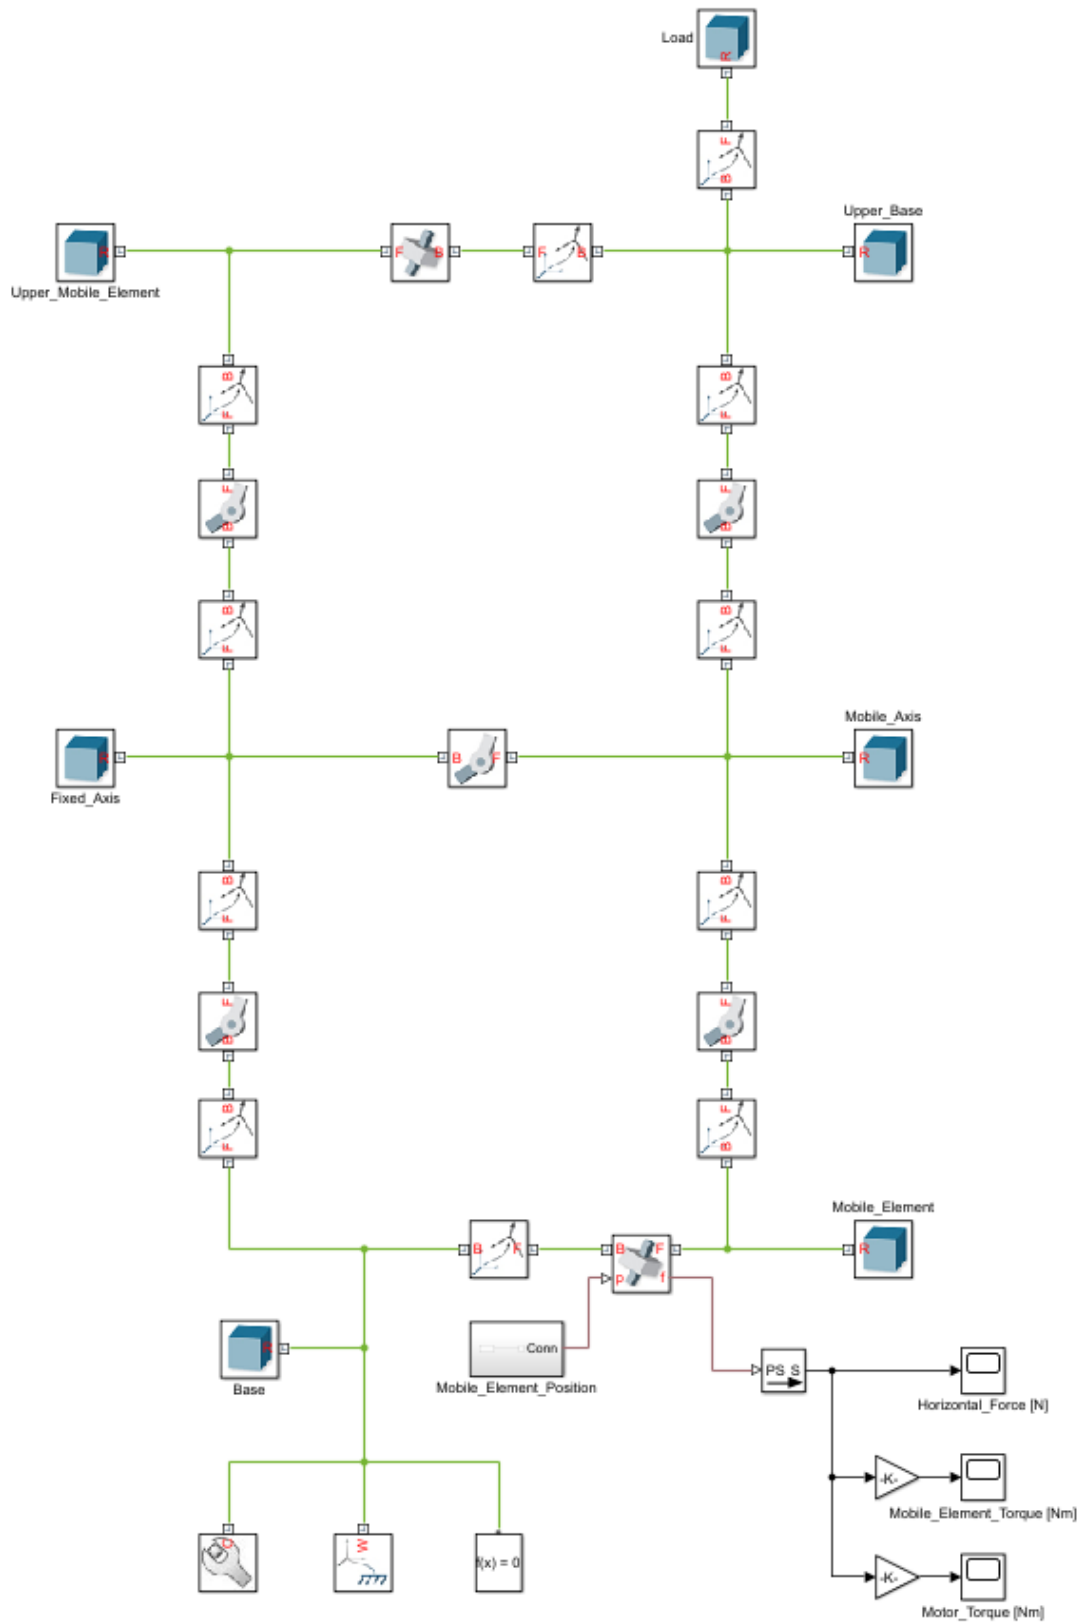 Load
R
F
B
Upper_Base
R
F B
F B
R
Upper_Mobile_Element
B
F
B
F
F
B
F
B
B
F
B
F
Mobile_Axis
R
B F
R
Fixed_Axis
B
F
B
F
F
B
F
B
B
F
F
B
Mobile_Element
B F
B F
R
p f
Conn
Mobile_Element_Position
R
Base
PS S
Horizontal_Force [N]
-K-
Mobile_Element_Torque [Nm]
C
W
f(x) = 0
-K-
Motor_Torque [Nm]